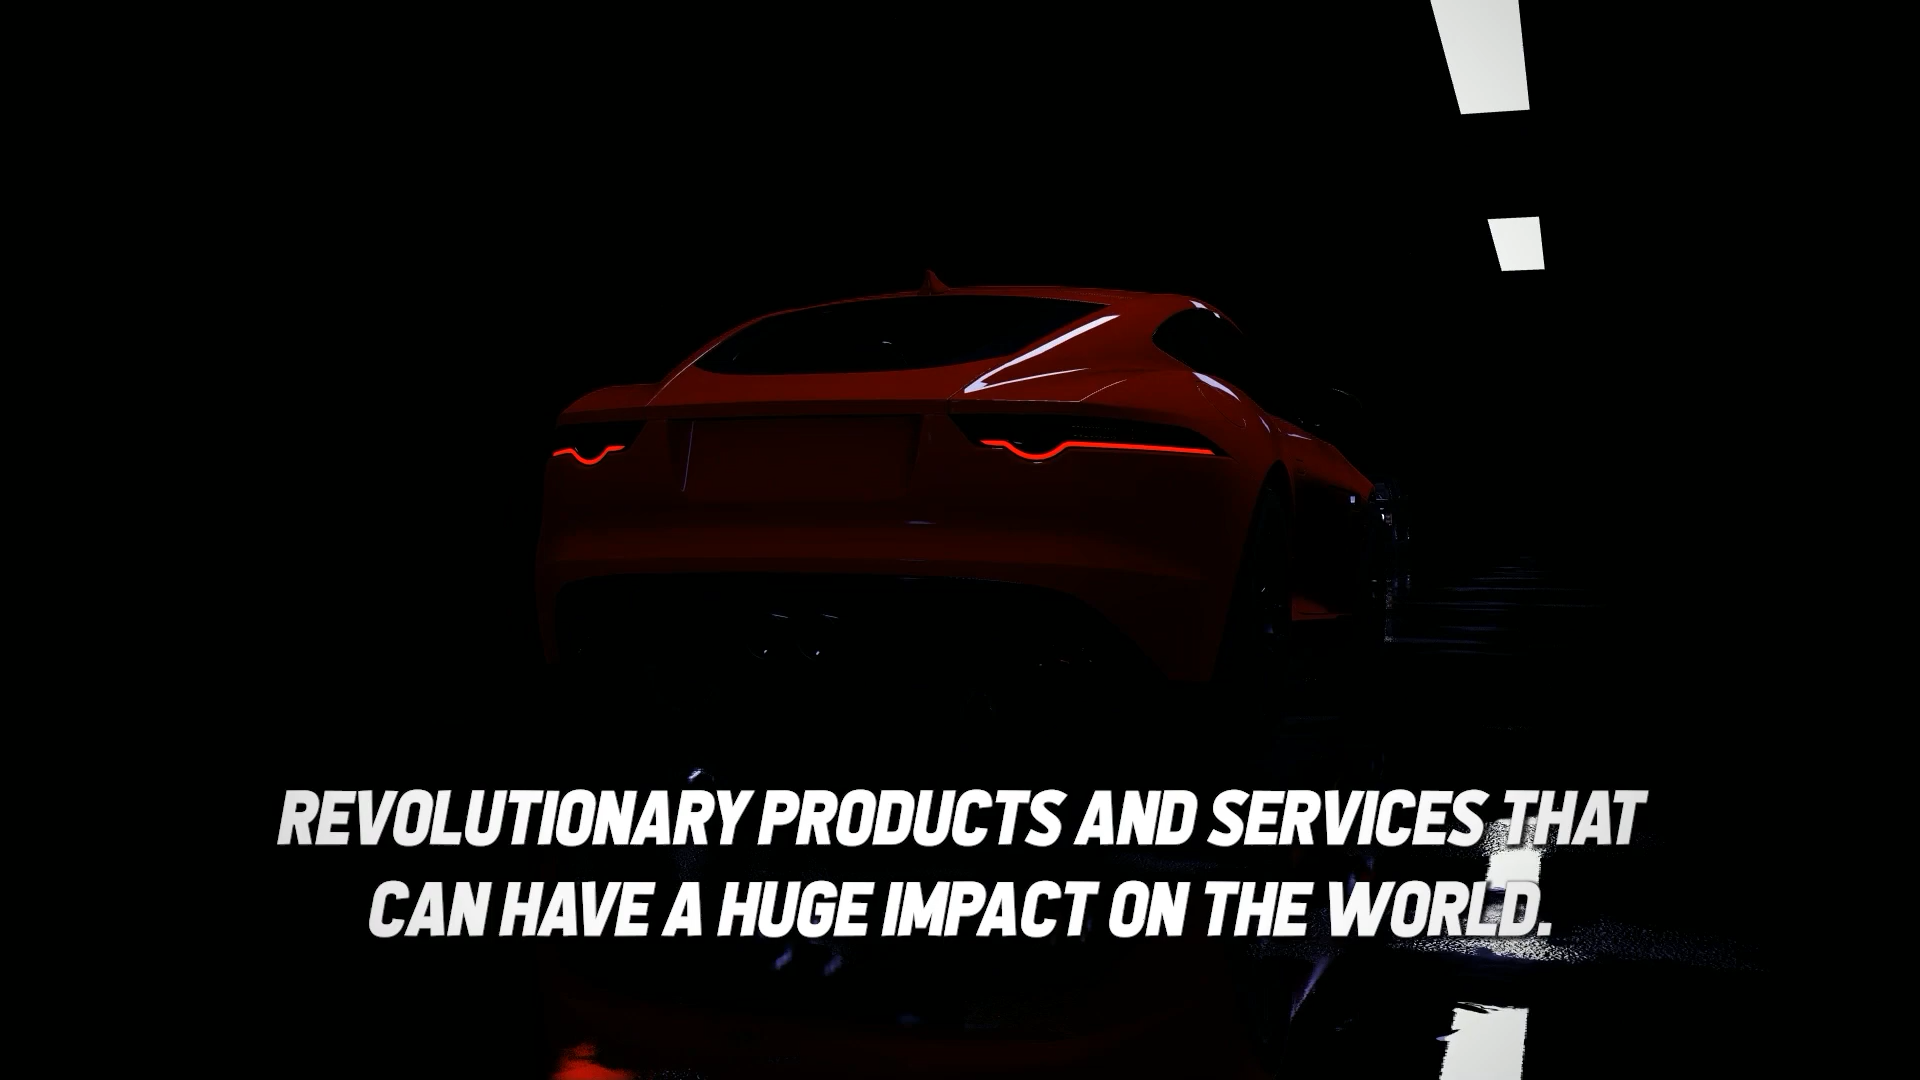 REVOLUTIONARY PRODUCTS AND SERVICES THAT
CAN HAVE A HUGE IMPACT ON THE WORLD.